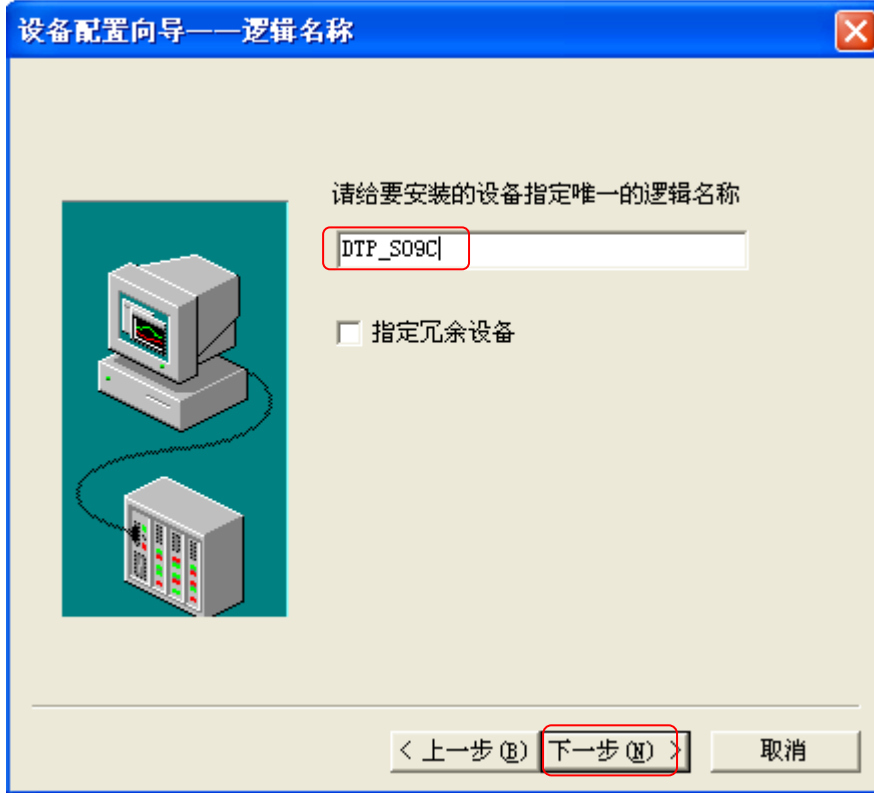 设备配置向导——逻辑名称
请给要安装的设备指定唯一的逻辑名称
DTP_S09C
指定冗余设备
< 上一步(B) 下一步(N) > 取消